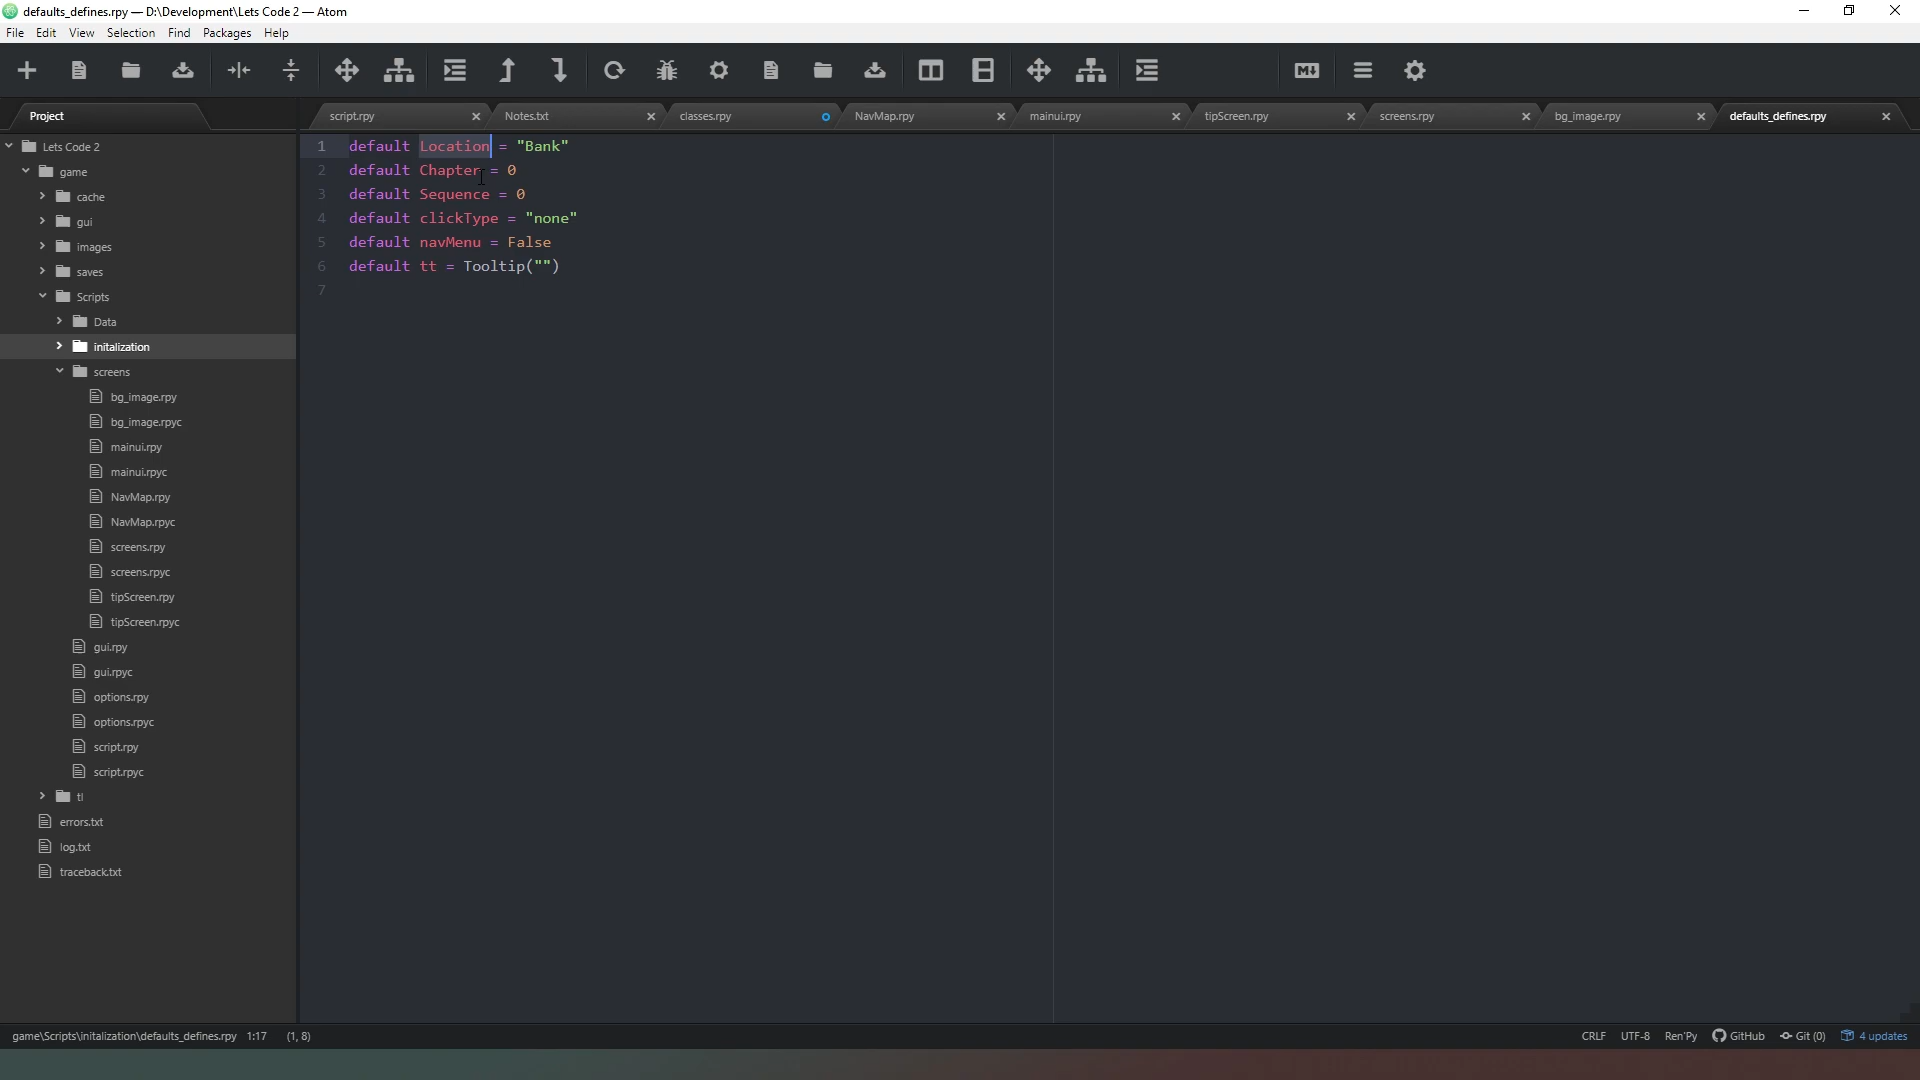 defaults_defines.rpy — D:\Development\Lets Code 2 — Atom
File Edit View Selection Find Packages Help
M↓
Project
script.rpy
Notes.txt
classes.rpy
NavMap.rpy
mainui.rpy
tipScreen.rpy
screens.rpy
bg_image.rpy
defaults_defines.rpy
Lets Code 2
game
cache
gui
images
saves
Scripts
Data
initalization
screens
bg_image.rpy
bg_image.rpyc
mainui.rpy
mainui.rpyc
NavMap.rpy
NavMap.rpyc
screens.rpy
screens.rpyc
tipScreen.rpy
tipScreen.rpyc
gui.rpy
gui.rpyc
options.rpy
options.rpyc
script.rpy
script.rpyc
tl
errors.txt
log.txt
traceback.txt
1 default Location = "Bank"
2 default Chapter = 0
3 default Sequence = 0
4 default clickType = "none"
5 default navMenu = False
6 default tt = Tooltip("")
7
game\Scripts\initalization\defaults_defines.rpy 1:17 (1, 8)
CRLF UTF-8 Ren'Py GitHub Git (0) 4 updates